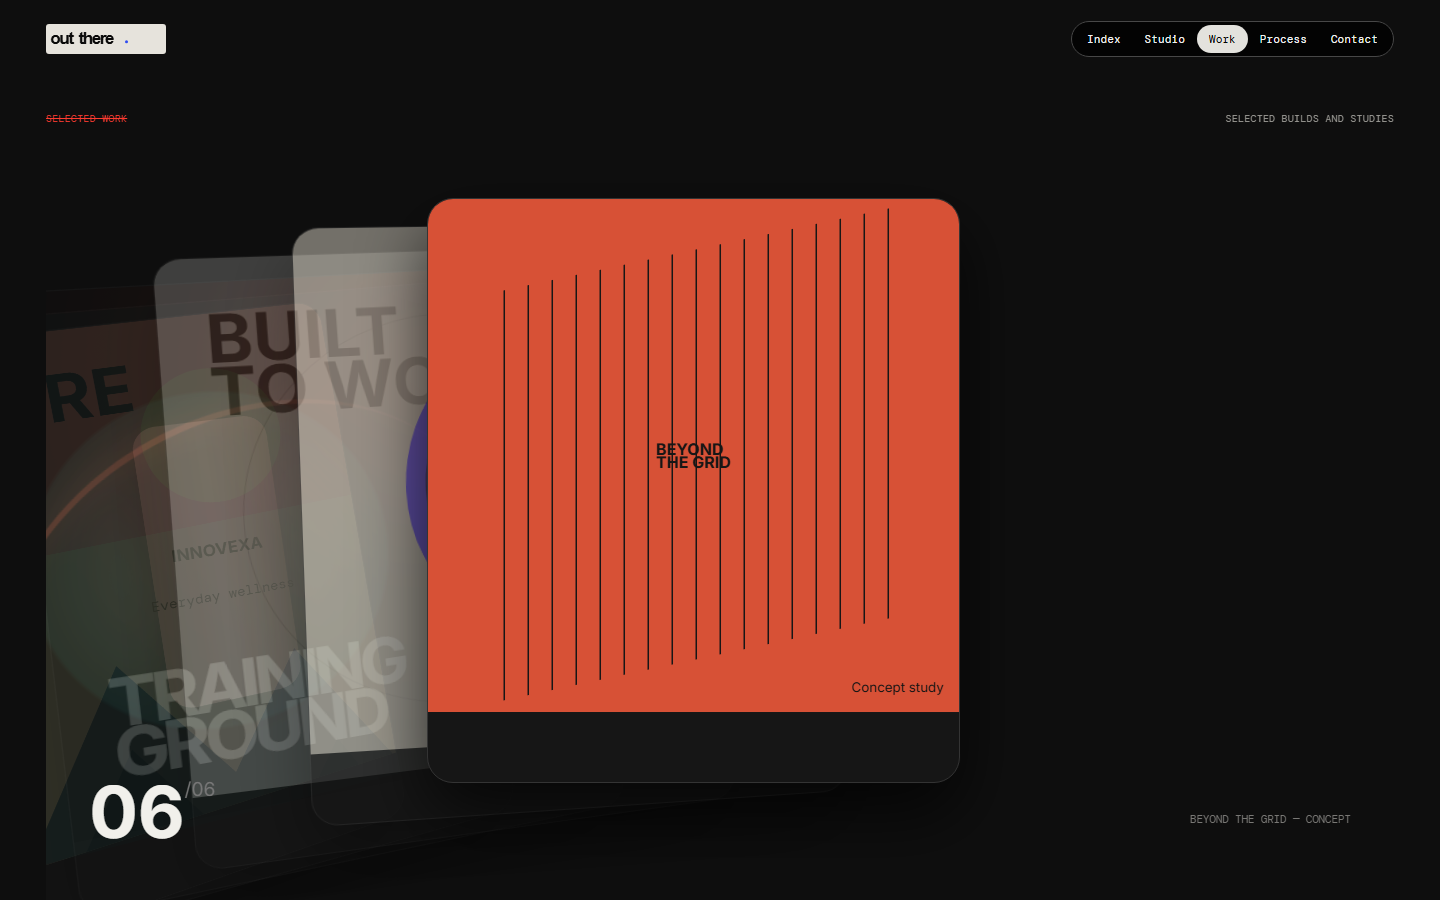 out there .
Index Studio Work Process Contact
SELECTED WORK
SELECTED BUILDS AND STUDIES
BUILT
TO WO
RE
BEYOND
THE GRID
INNOVEXA
Everyday wellness
TRAINING
GROUND
Concept study
06/06
BEYOND THE GRID — CONCEPT